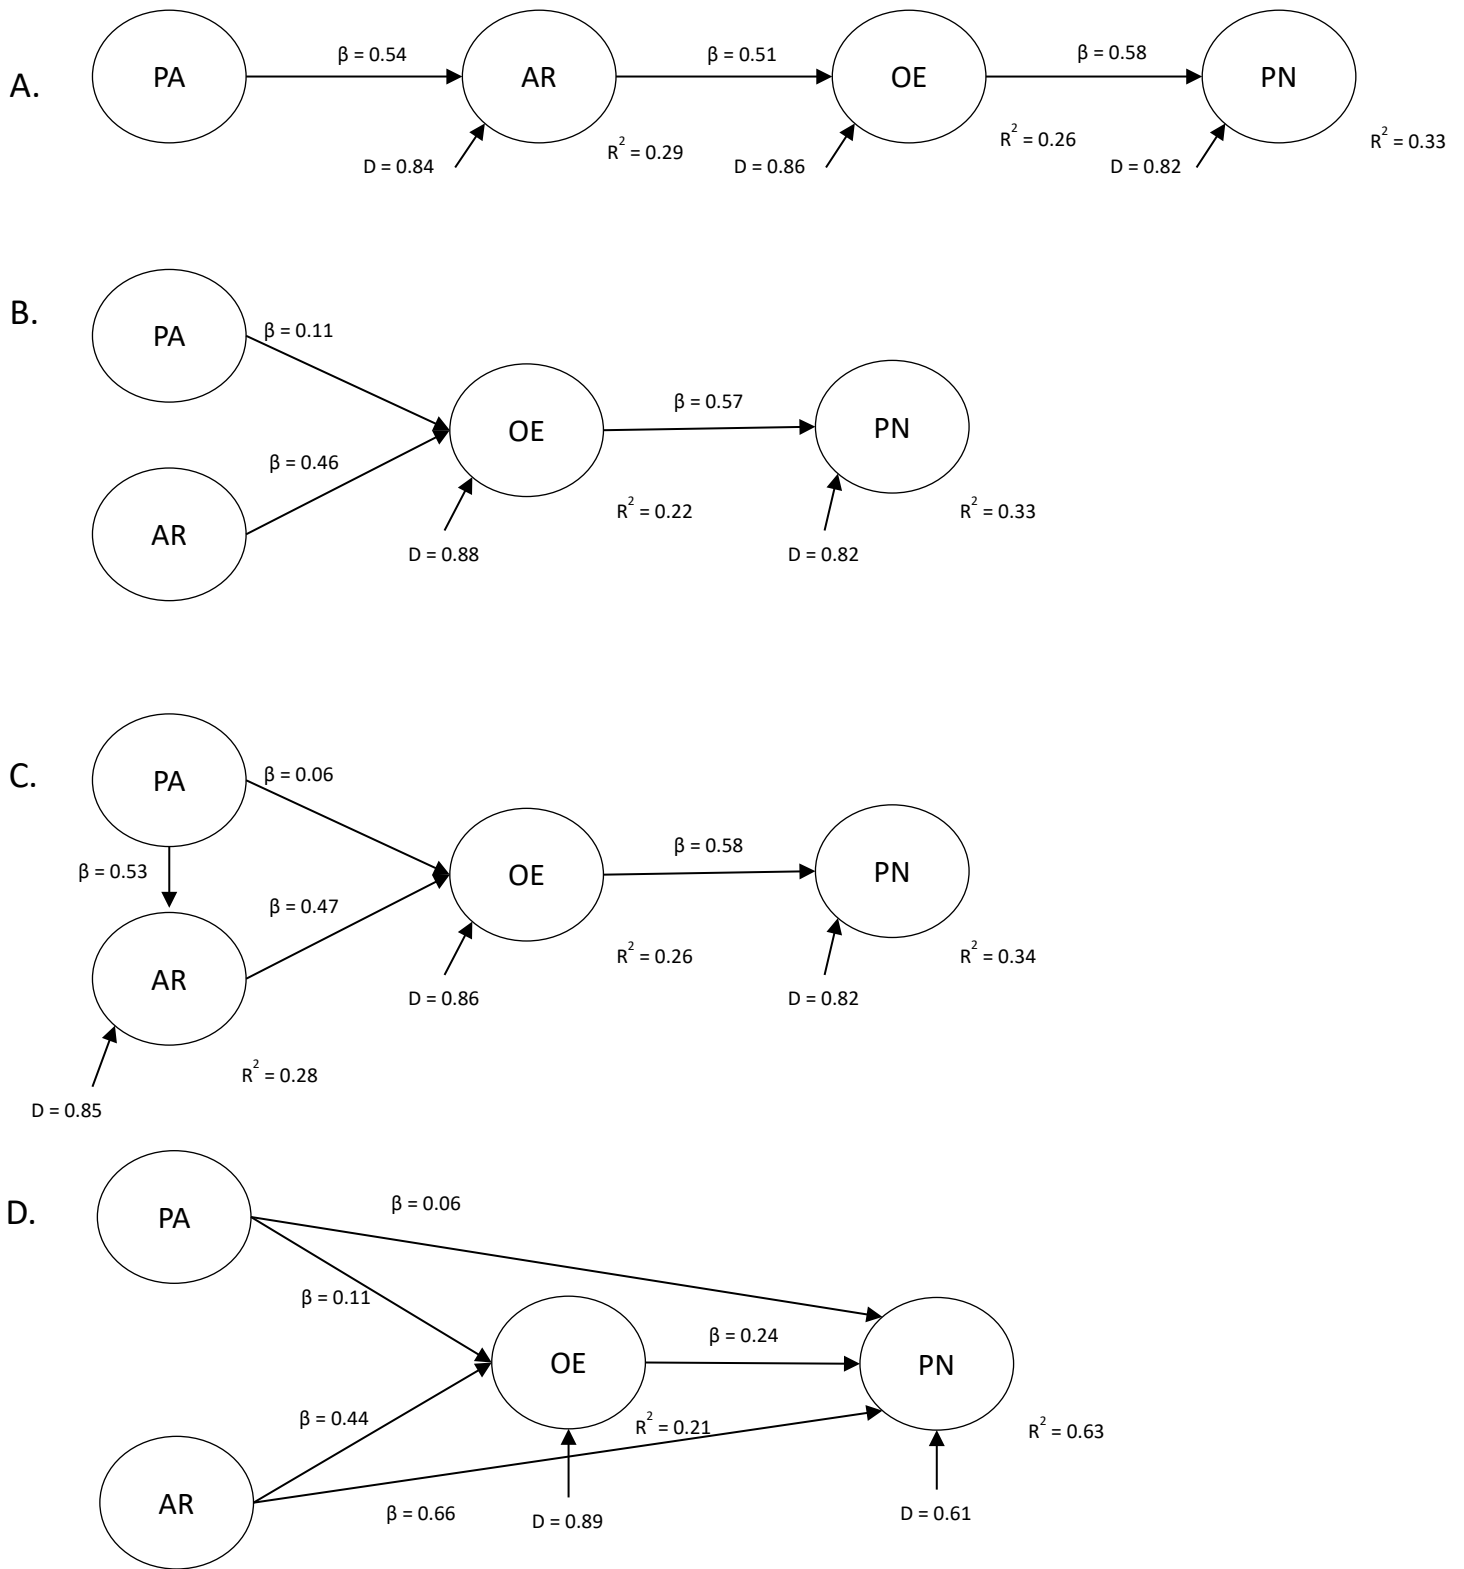 A.
PA
β = 0.54
AR
β = 0.51
OE
β = 0.58
PN
D = 0.84
R² = 0.29
D = 0.86
R² = 0.26
D = 0.82
R² = 0.33
B.
PA
β = 0.11
AR
β = 0.46
OE
β = 0.57
PN
D = 0.88
R² = 0.22
D = 0.82
R² = 0.33
C.
PA
β = 0.06
β = 0.53
AR
β = 0.47
OE
β = 0.58
PN
D = 0.86
R² = 0.26
D = 0.82
R² = 0.34
D = 0.85
R² = 0.28
D.
PA
β = 0.06
β = 0.11
OE
β = 0.24
PN
β = 0.44
R² = 0.21
R² = 0.63
AR
β = 0.66
D = 0.89
D = 0.61